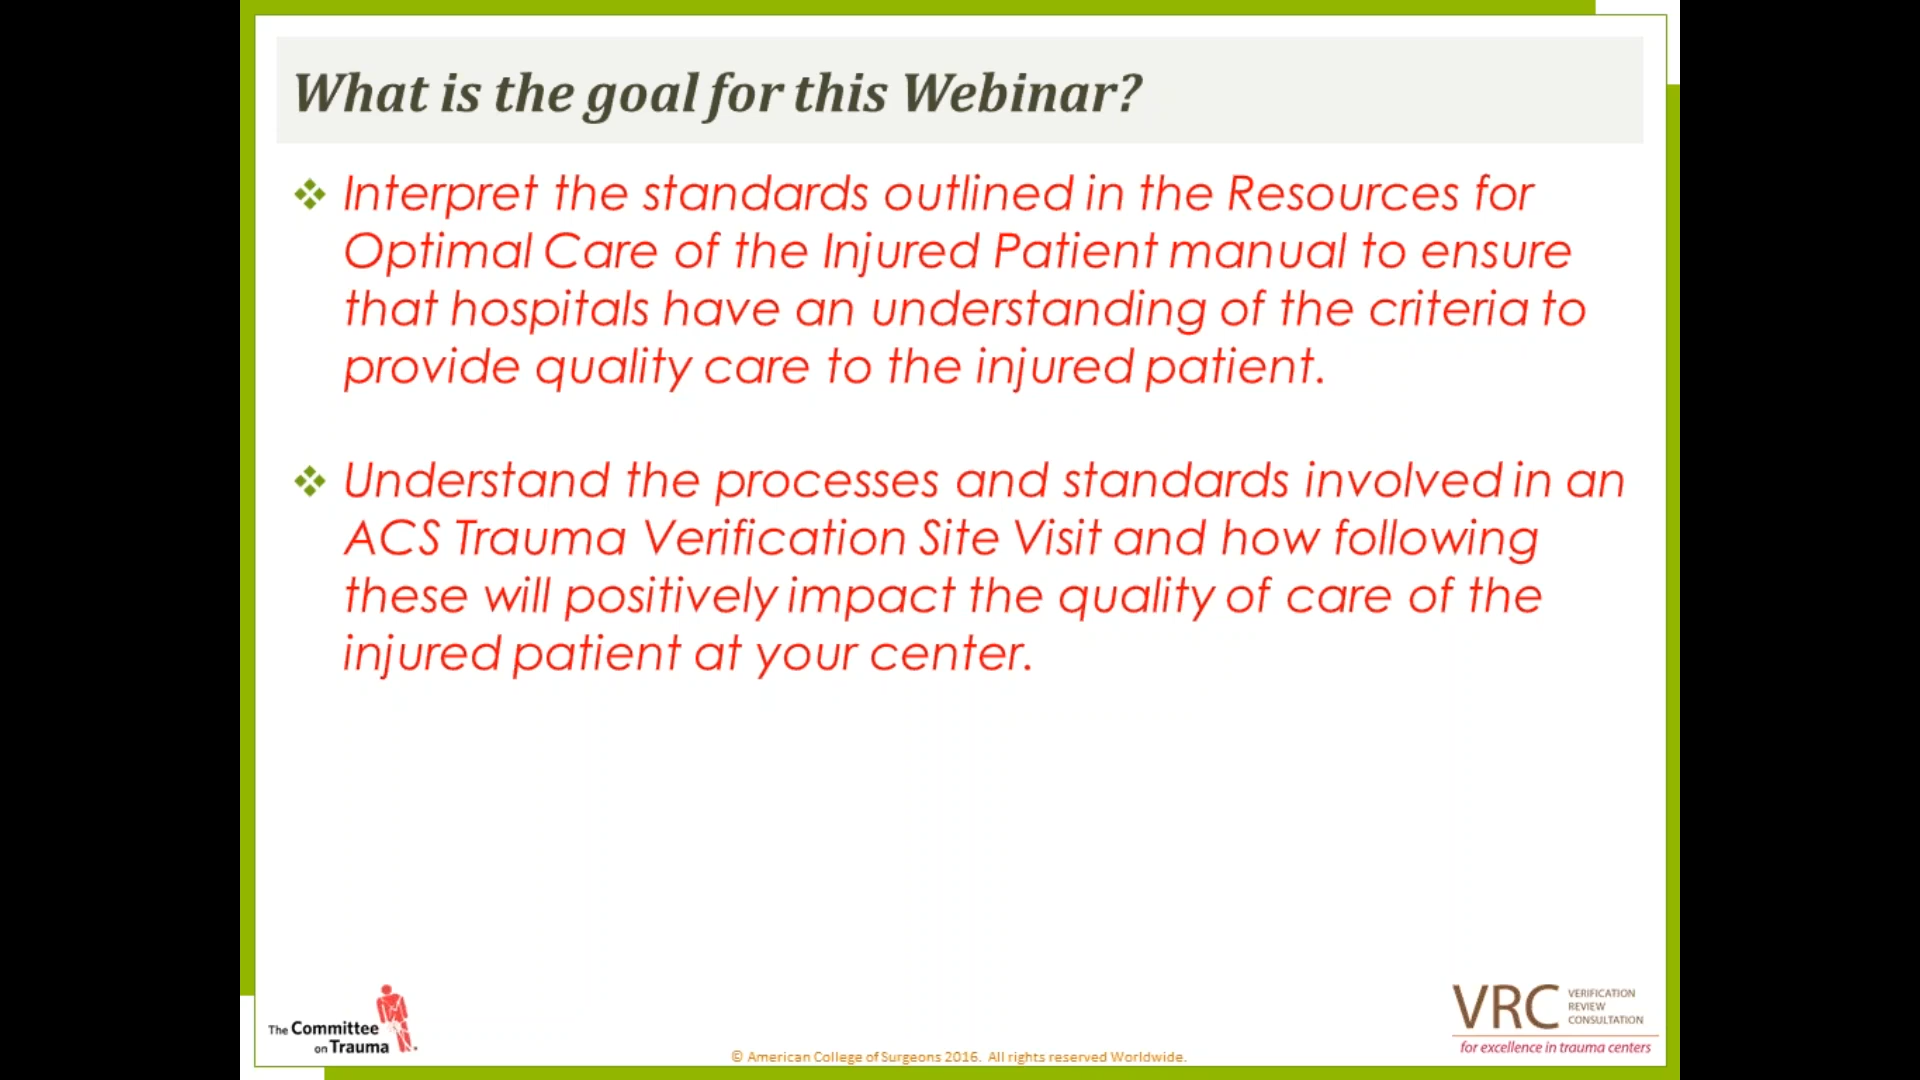 What is the goal for this Webinar?
Interpret the standards outlined in the Resources for
Optimal Care of the Injured Patient manual to ensure
that hospitals have an understanding of the criteria to
provide quality care to the injured patient.
Understand the processes and standards involved in an
ACS Trauma Verification Site Visit and how following
these will positively impact the quality of care of the
injured patient at your center.
The Committee
on Trauma
© American College of Surgeons 2016. All rights reserved Worldwide.
VRC
VERIFICATION
REVIEW
CONSULTATION
for excellence in trauma centers